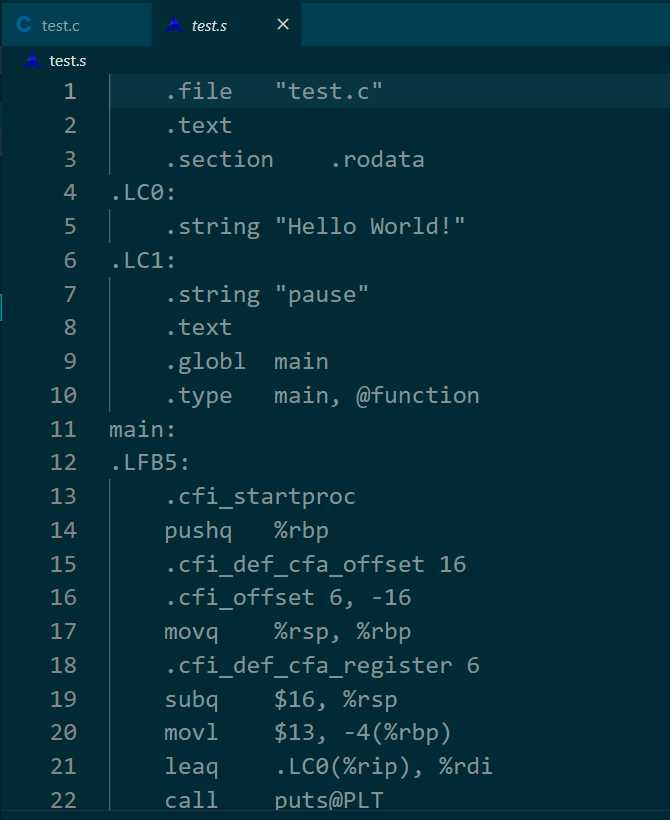 C test.c test.s ×
test.s
1 .file "test.c"
2 .text
3 .section .rodata
4 .LC0:
5 .string "Hello World!"
6 .LC1:
7 .string "pause"
8 .text
9 .globl main
10 .type main, @function
11 main:
12 .LFB5:
13 .cfi_startproc
14 pushq %rbp
15 .cfi_def_cfa_offset 16
16 .cfi_offset 6, -16
17 movq %rsp, %rbp
18 .cfi_def_cfa_register 6
19 subq $16, %rsp
20 movl $13, -4(%rbp)
21 leaq .LC0(%rip), %rdi
22 call puts@PLT